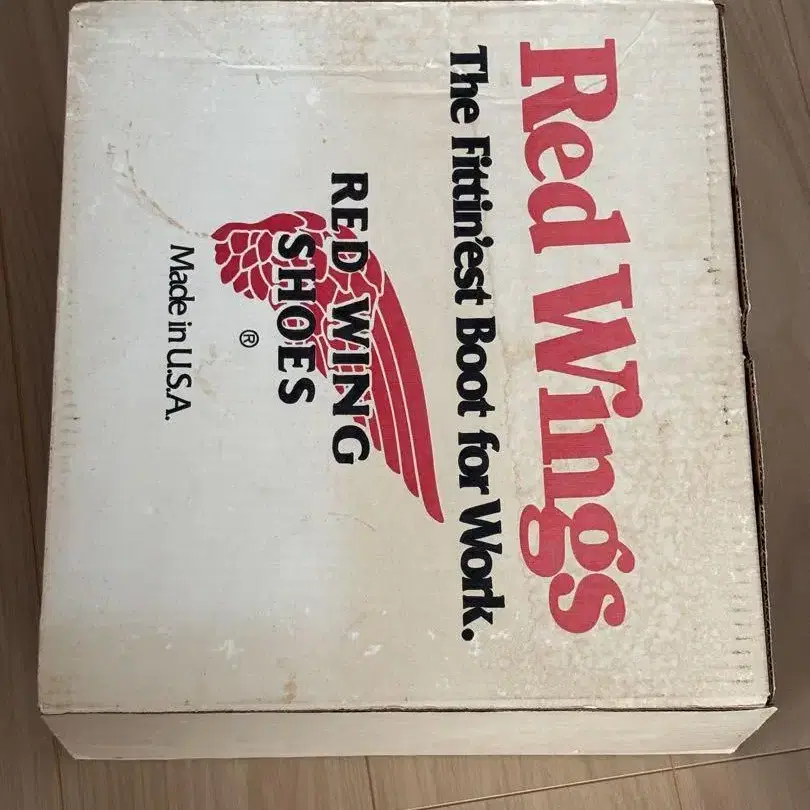 Red Wings
The Fittin'est Boot for Work.
RED WING
SHOES
®
Made in U.S.A.